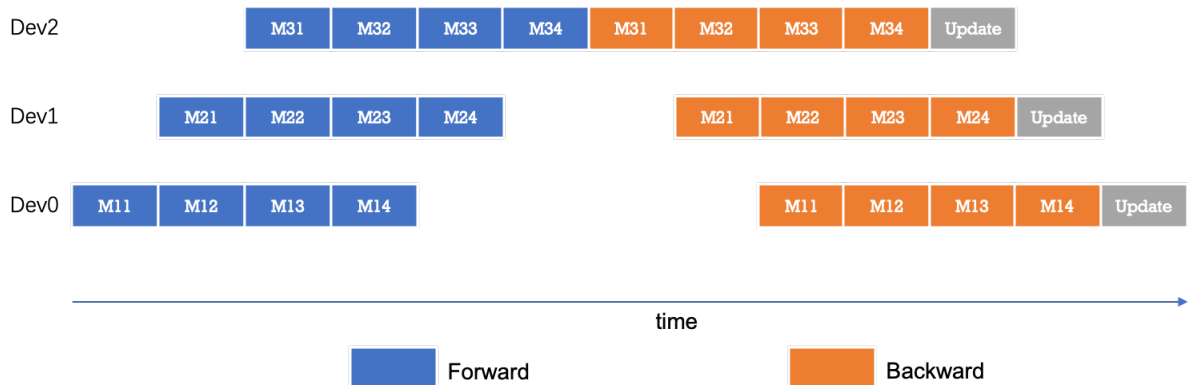 Dev2 M31 M32 M33 M34 M31 M32 M33 M34 Update
Dev1 M21 M22 M23 M24 M21 M22 M23 M24 Update
Dev0 M11 M12 M13 M14 M11 M12 M13 M14 Update
time
Forward Backward